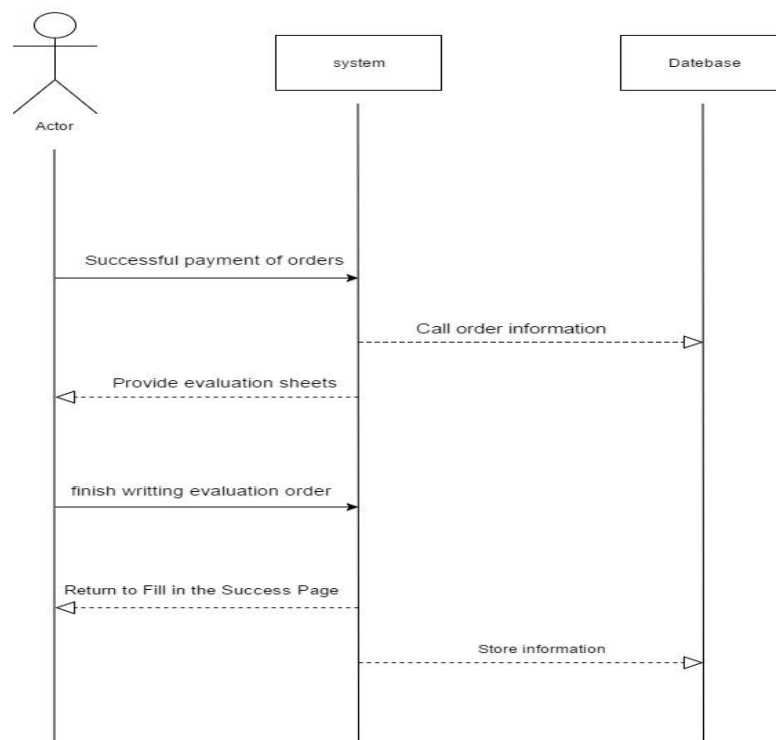 system
Datebase
Actor
Successful payment of orders
Call order information
Provide evaluation sheets
finish writting evaluation order
Return to Fill in the Success Page
Store information